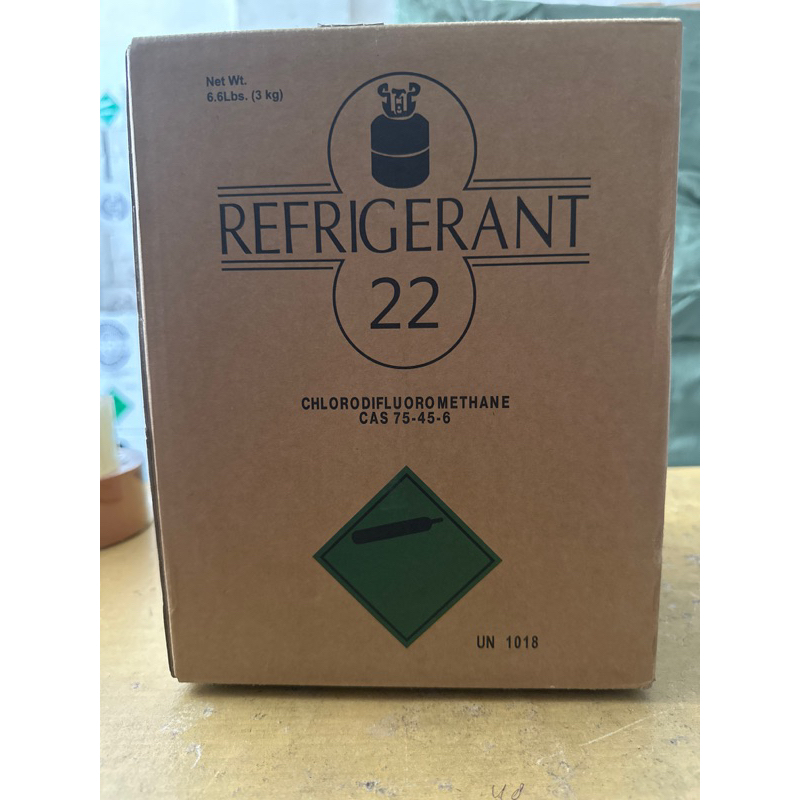 Net Wt.
6.6Lbs. (3 kg)
REFRIGERANT
22
CHLORODIFLUOROMETHANE
CAS 75-45-6
UN 1018